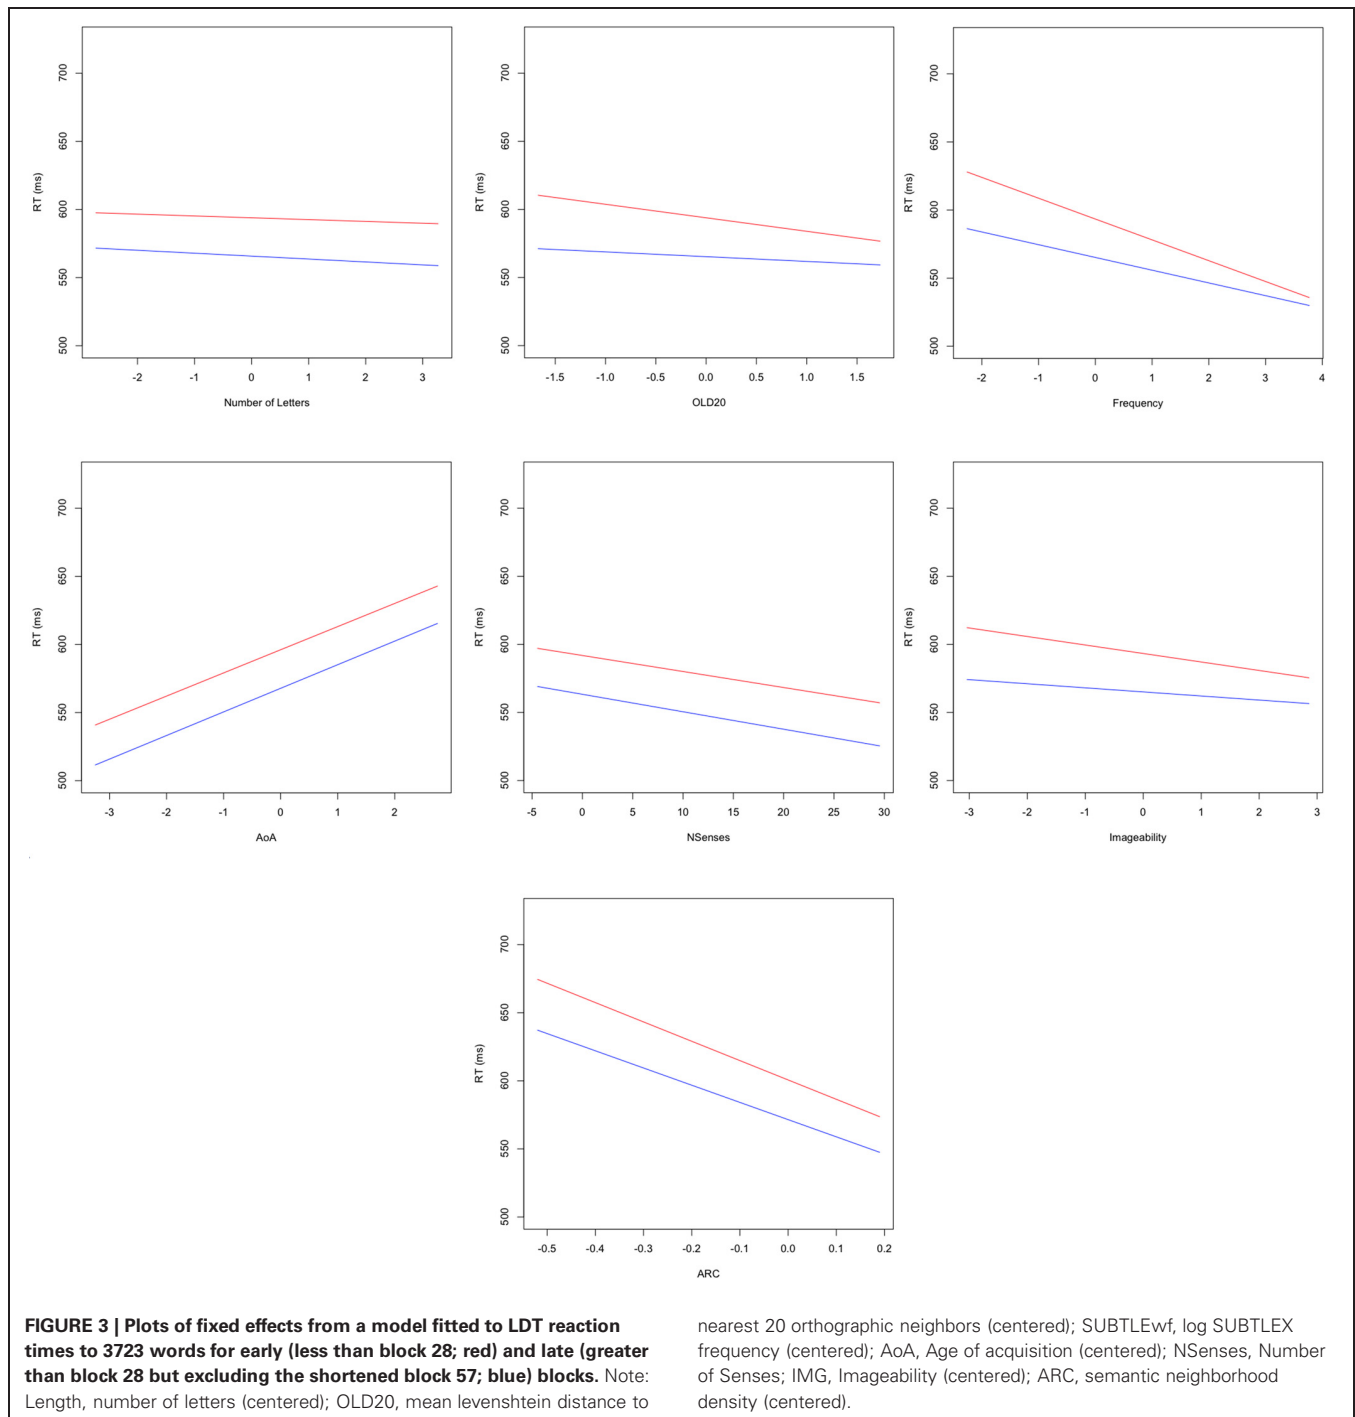 700
650
600
550
500
RT (ms)
-2 -1 0 1 2 3
Number of Letters
700
650
600
550
500
RT (ms)
-1.5 -1.0 -0.5 0.0 0.5 1.0 1.5
OLD20
700
650
600
550
500
RT (ms)
-2 -1 0 1 2 3 4
Frequency
700
650
600
550
500
RT (ms)
-3 -2 -1 0 1 2
AoA
700
650
600
550
500
RT (ms)
-5 0 5 10 15 20 25 30
NSenses
700
650
600
550
500
RT (ms)
-3 -2 -1 0 1 2 3
Imageability
700
650
600
550
500
RT (ms)
-0.5 -0.4 -0.3 -0.2 -0.1 0.0 0.1 0.2
ARC
FIGURE 3 | Plots of fixed effects from a model fitted to LDT reaction
times to 3723 words for early (less than block 28; red) and late (greater
than block 28 but excluding the shortened block 57; blue) blocks. Note:
Length, number of letters (centered); OLD20, mean levenshtein distance to
nearest 20 orthographic neighbors (centered); SUBTLEwf, log SUBTLEX
frequency (centered); AoA, Age of acquisition (centered); NSenses, Number
of Senses; IMG, Imageability (centered); ARC, semantic neighborhood
density (centered).